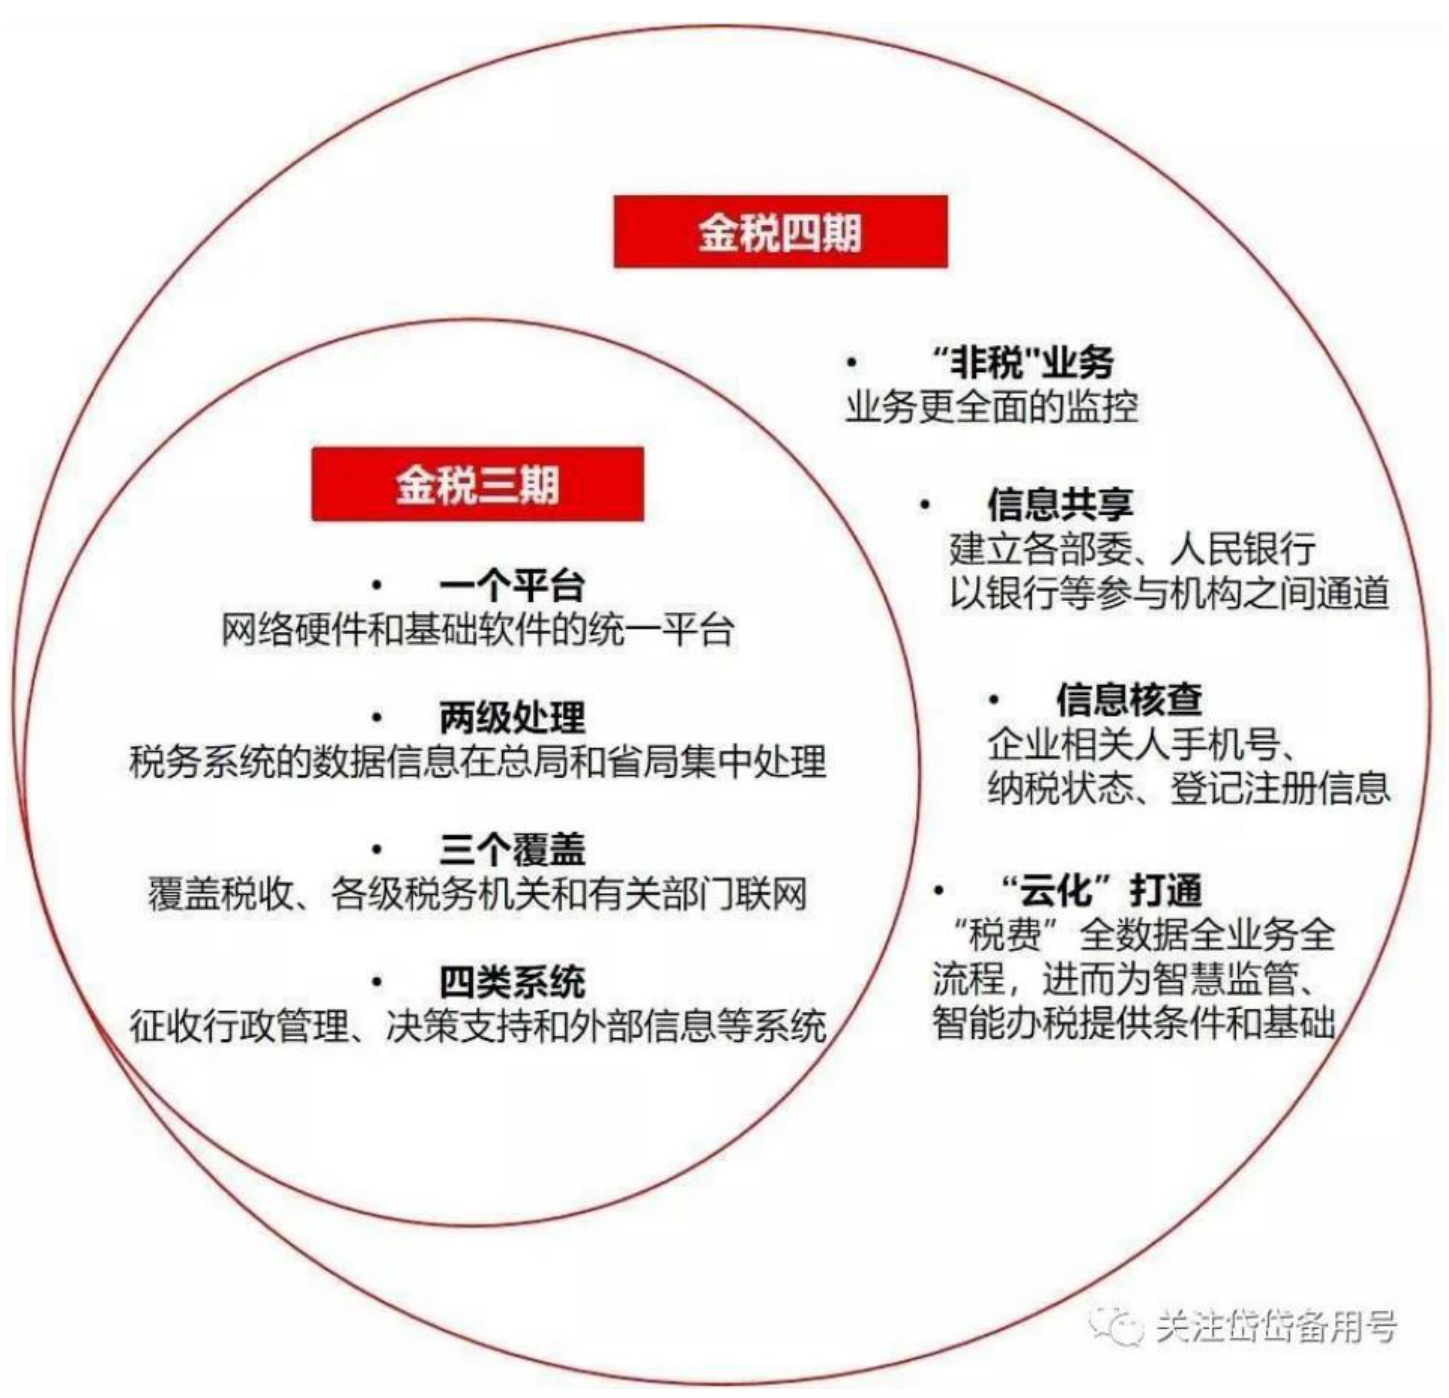 金税四期
• “非税"业务
业务更全面的监控
• 信息共享
建立各部委、人民银行
以银行等参与机构之间通道
• 信息核查
企业相关人手机号、
纳税状态、登记注册信息
• “云化”打通
“税费”全数据全业务全
流程，进而为智慧监管、
智能办税提供条件和基础
金税三期
• 一个平台
网络硬件和基础软件的统一平台
• 两级处理
税务系统的数据信息在总局和省局集中处理
• 三个覆盖
覆盖税收、各级税务机关和有关部门联网
• 四类系统
征收行政管理、决策支持和外部信息等系统
关注岱岱备用号